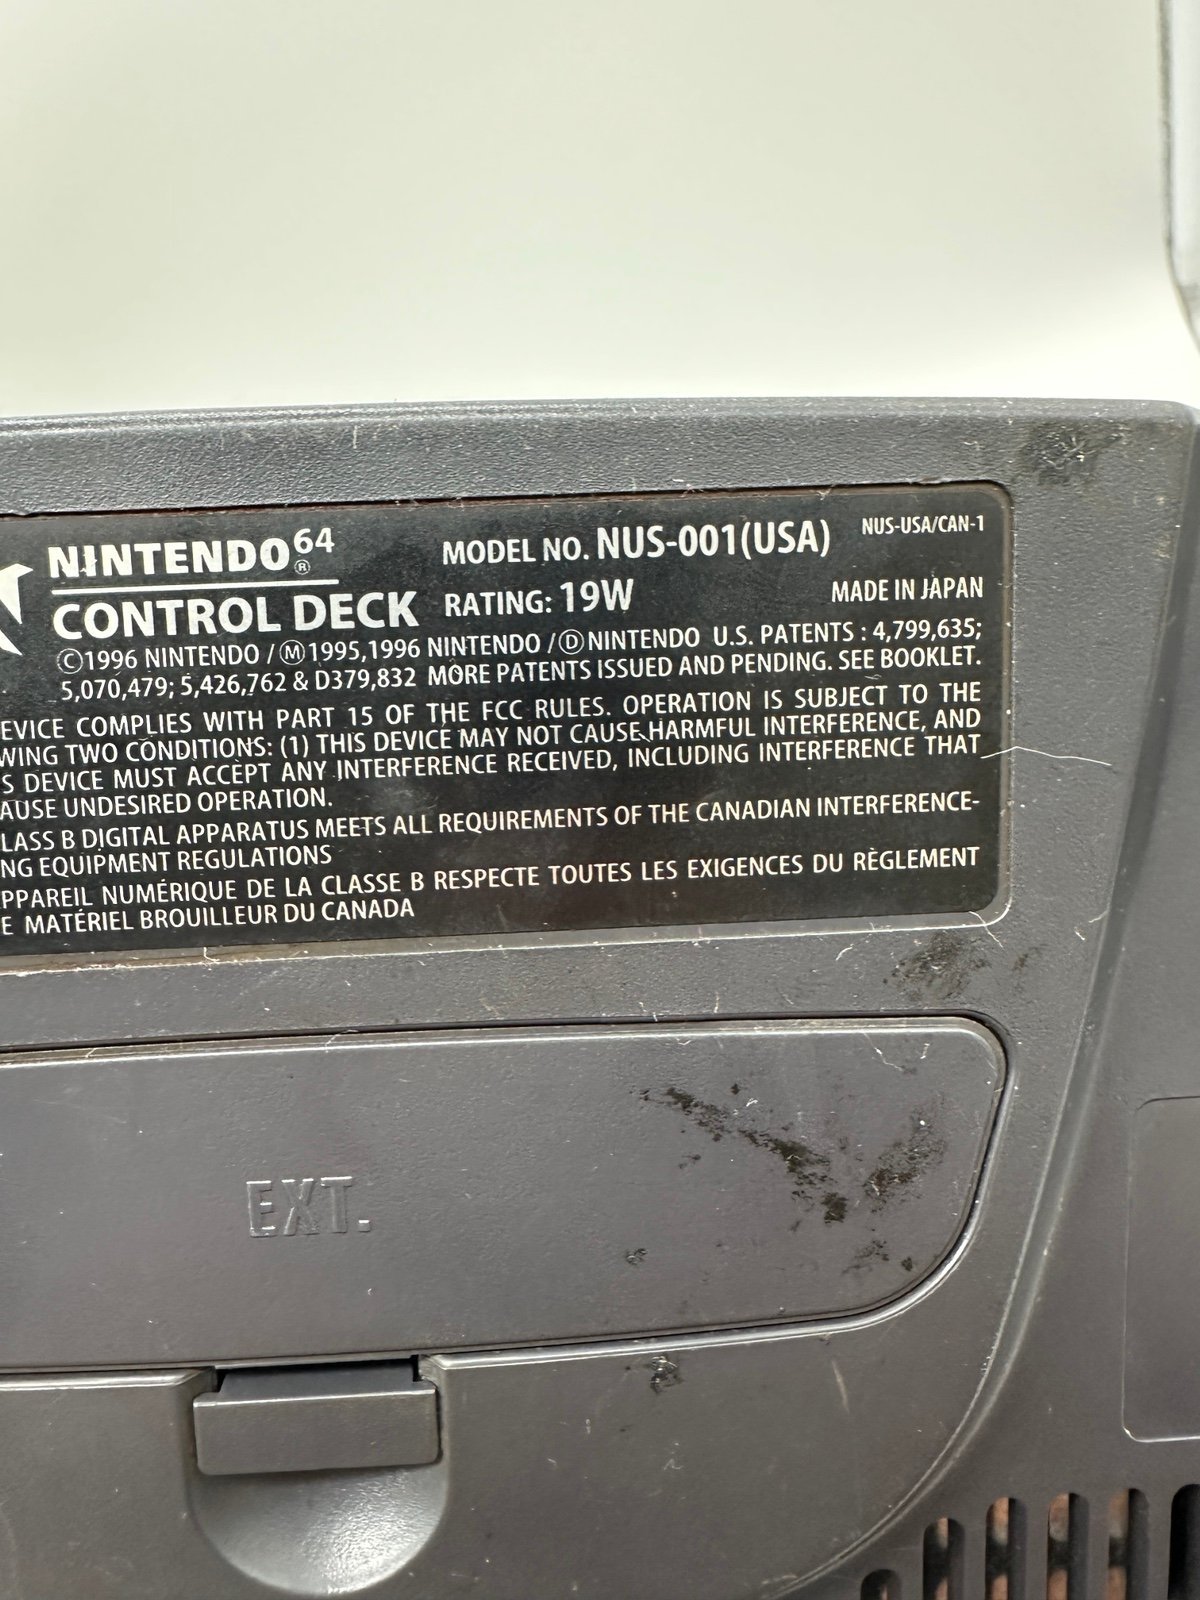 NINTENDO64®
CONTROL DECK
MODEL NO. NUS-001(USA)
NUS-USA/CAN-1
RATING: 19W
MADE IN JAPAN
Ⓒ1996 NINTENDO /Ⓜ1995,1996 NINTENDO /ⒹNINTENDO U.S. PATENTS : 4,799,635;
5,070,479; 5,426,762 & D379,832 MORE PATENTS ISSUED AND PENDING. SEE BOOKLET.
EVICE COMPLIES WITH PART 15 OF THE FCC RULES. OPERATION IS SUBJECT TO THE
WING TWO CONDITIONS: (1) THIS DEVICE MAY NOT CAUSE HARMFUL INTERFERENCE, AND
S DEVICE MUST ACCEPT ANY INTERFERENCE RECEIVED, INCLUDING INTERFERENCE THAT
AUSE UNDESIRED OPERATION.
LASS B DIGITAL APPARATUS MEETS ALL REQUIREMENTS OF THE CANADIAN INTERFERENCE-
NG EQUIPMENT REGULATIONS
PPAREIL NUMÉRIQUE DE LA CLASSE B RESPECTE TOUTES LES EXIGENCES DU RÈGLEMENT
E MATÉRIEL BROUILLEUR DU CANADA
EXT.